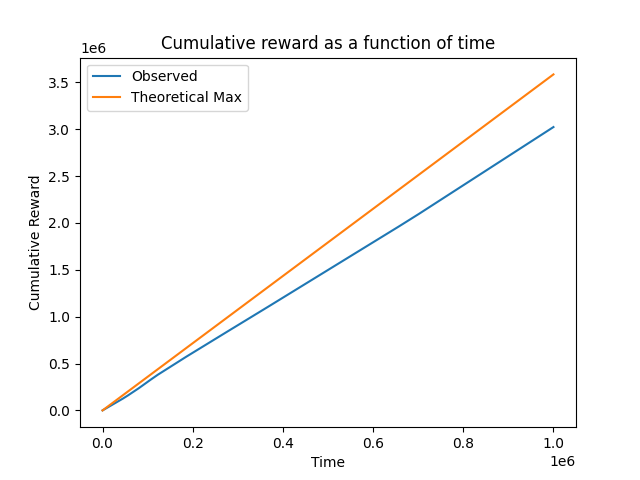 Cumulative reward as a function of time
1e6
Observed
Theoretical Max
3.5
3.0
2.5
2.0
1.5
1.0
0.5
0.0
Cumulative Reward
0.0 0.2 0.4 0.6 0.8 1.0
Time
1e6